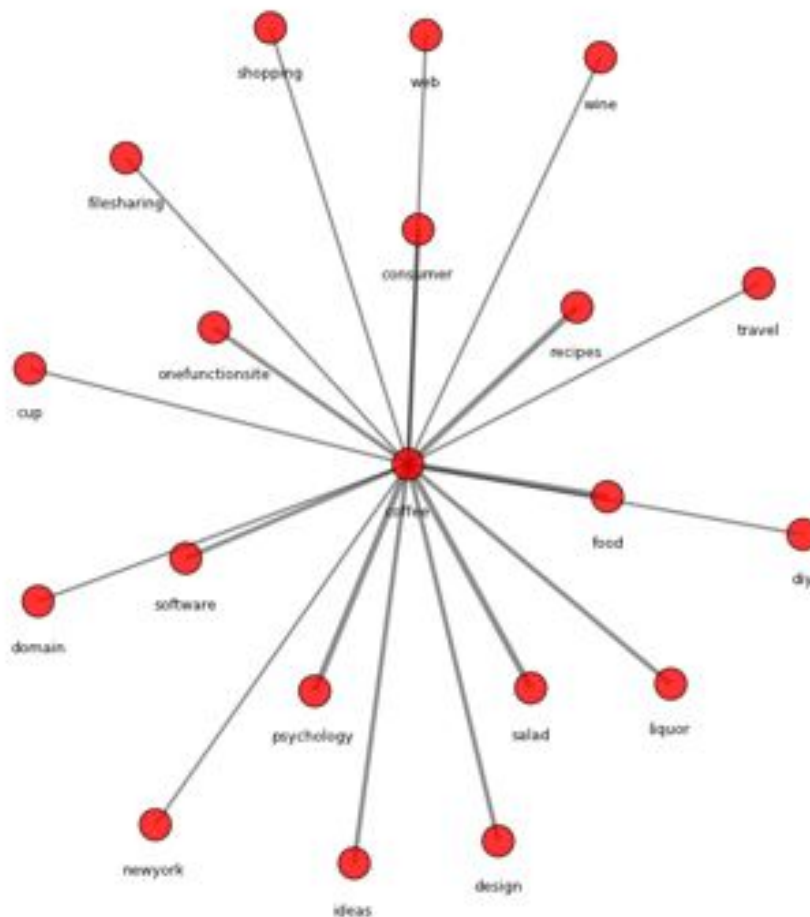 shopping
web
wine
filesharing
consumer
travel
recipes
onefunctionsite
cup
coffee
food
diy
software
domain
salad
liquor
psychology
newyork
design
ideas